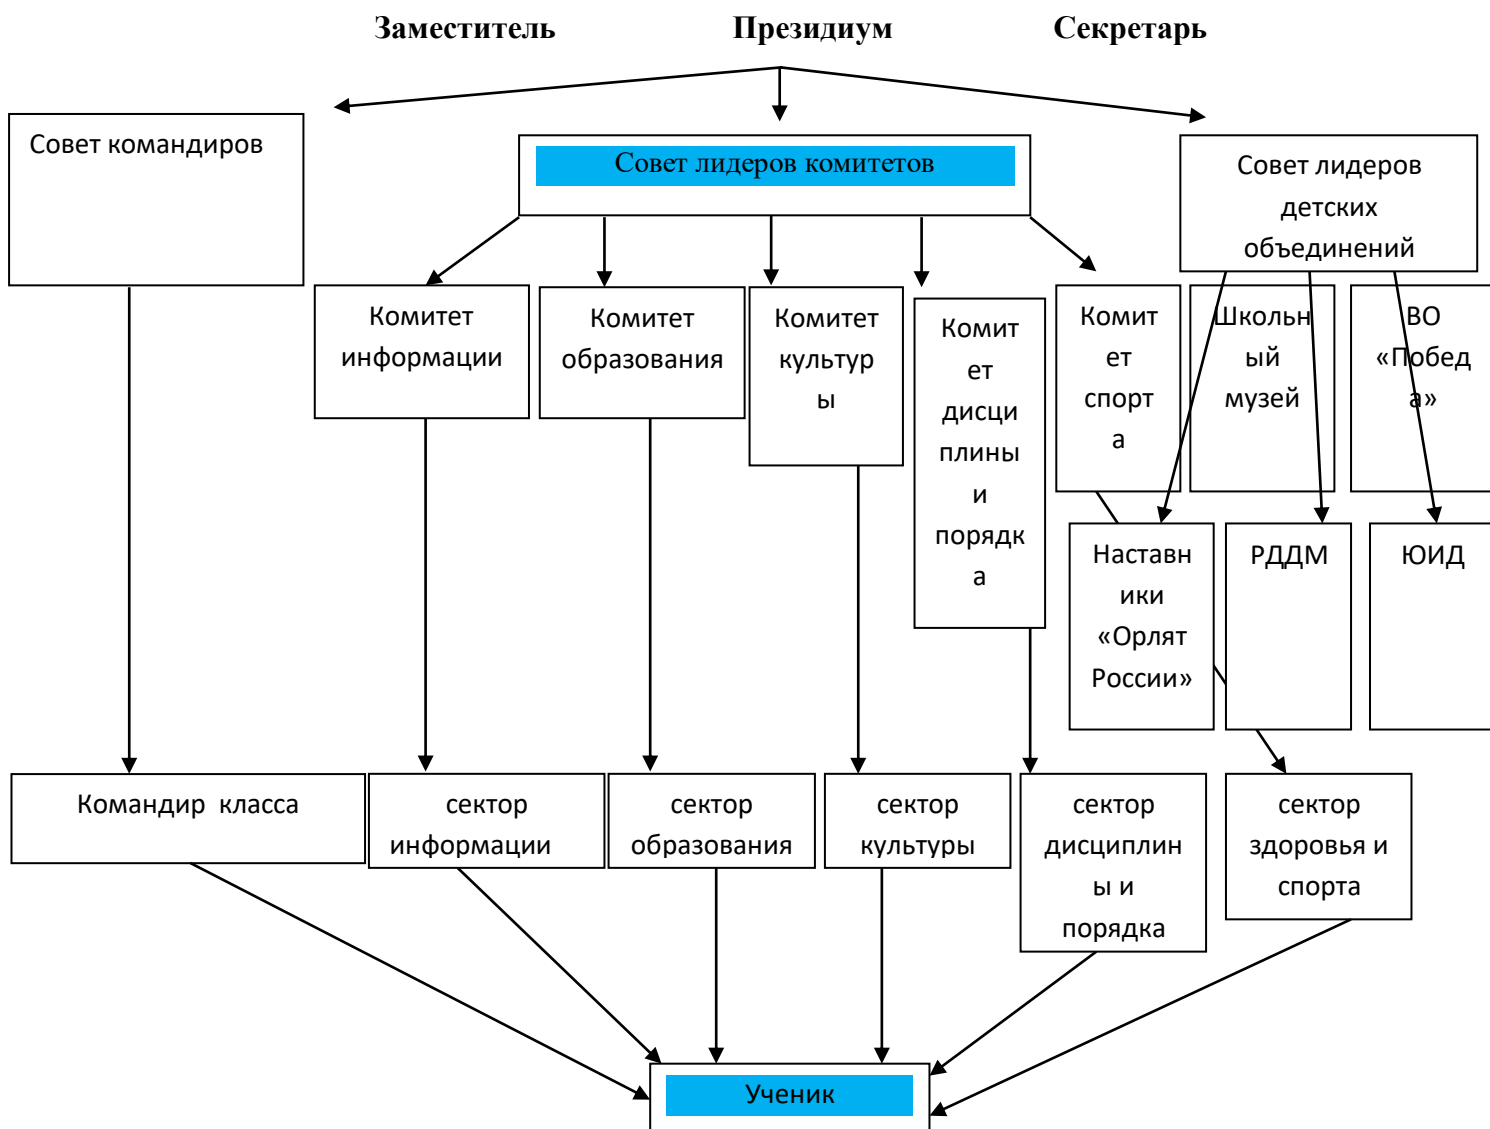 Заместитель Президиум Секретарь
Совет командиров
Совет лидеров комитетов
Совет лидеров
детских
объединений
Комитет
информации
Комитет
образования
Комитет
культур
ы
Комит
ет
дисци
плины
и
порядк
а
Комит
ет
спорт
а
Школьн
ый
музей
ВО
«Побед
а»
Наставн
ики
«Орлят
России»
РДДМ
ЮИД
Командир класса
сектор
информации
сектор
образования
сектор
культуры
сектор
дисциплин
ы и
порядка
сектор
здоровья и
спорта
Ученик